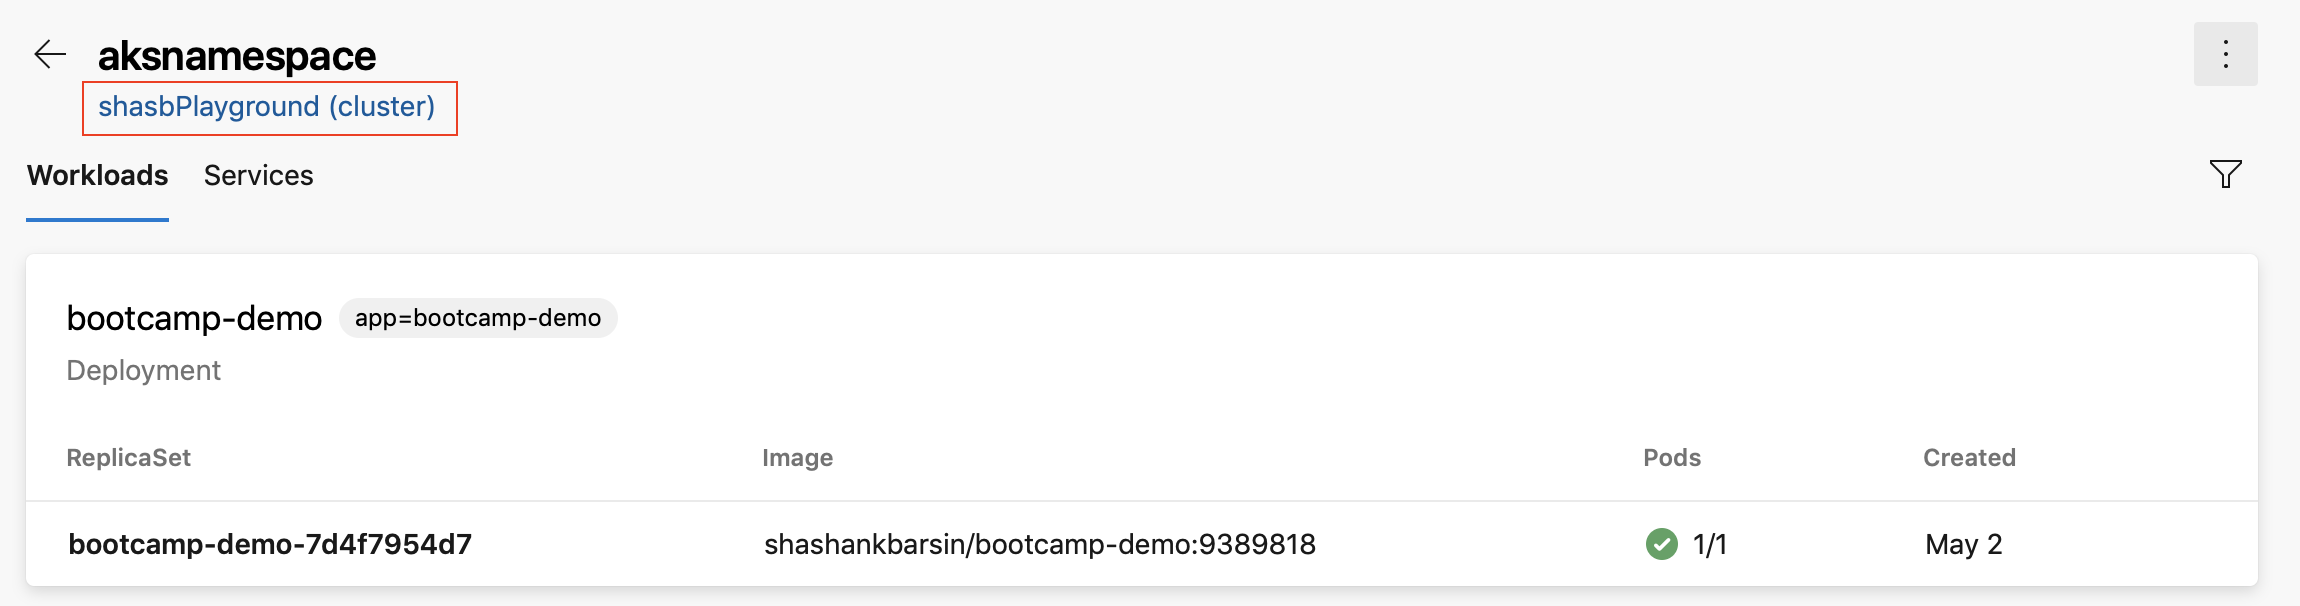 aksnamespace
shasbPlayground (cluster)
Workloads Services
bootcamp-demo app=bootcamp-demo
Deployment
ReplicaSet Image Pods Created
bootcamp-demo-7d4f7954d7 shashankbarsin/bootcamp-demo:9389818 1/1 May 2